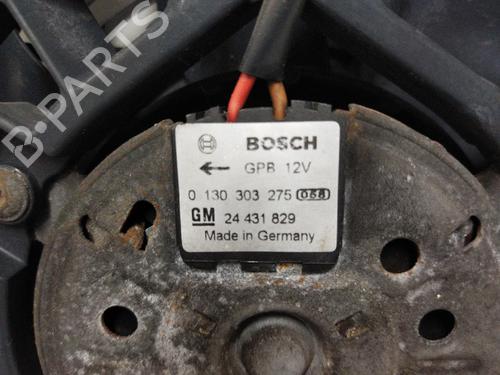 B-PARTS
BOSCH
← GPB 12V
0 130 303 275 058
GM 24 431 829
Made in Germany